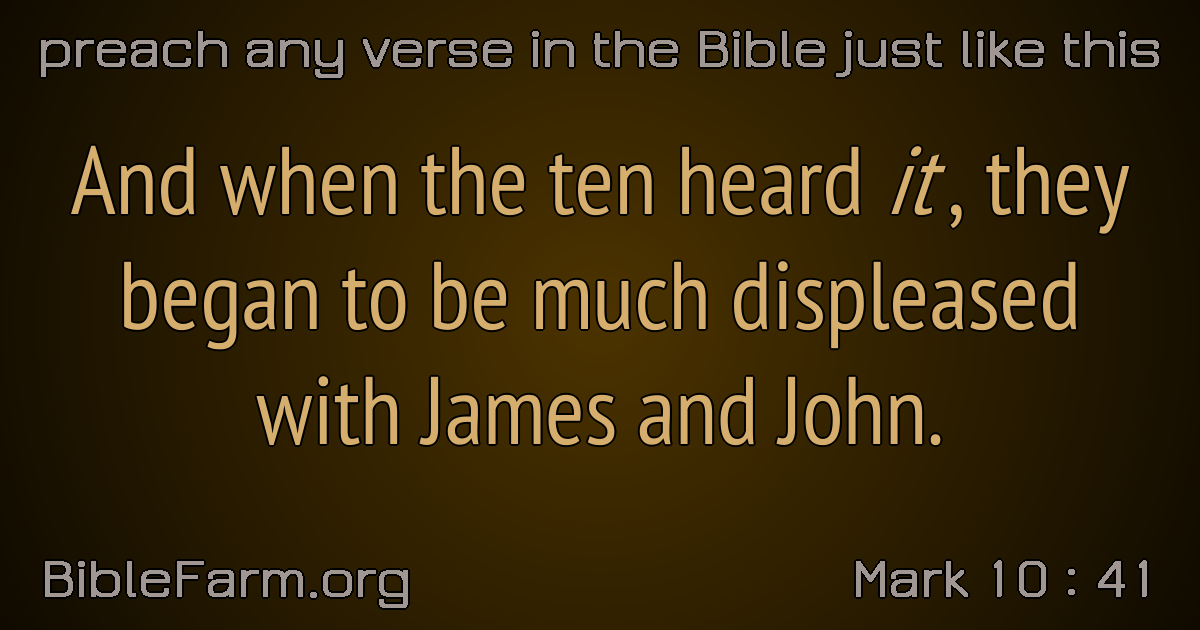 preach any verse in the Bible just like this
And when the ten heard it, they
began to be much displeased
with James and John.
BibleFarm.org
Mark 10 : 41